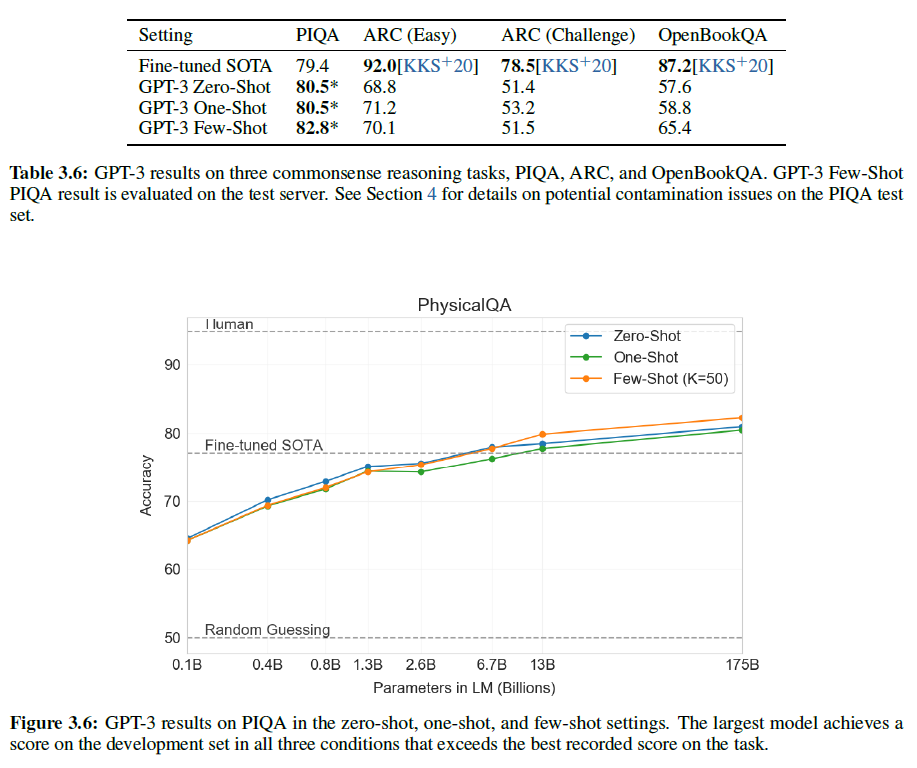 Setting PIQA ARC (Easy) ARC (Challenge) OpenBookQA
Fine-tuned SOTA 79.4 92.0[KKS+20] 78.5[KKS+20] 87.2[KKS+20]
GPT-3 Zero-Shot 80.5* 68.8 51.4 57.6
GPT-3 One-Shot 80.5* 71.2 53.2 58.8
GPT-3 Few-Shot 82.8* 70.1 51.5 65.4
Table 3.6: GPT-3 results on three commonsense reasoning tasks, PIQA, ARC, and OpenBookQA. GPT-3 Few-Shot
PIQA result is evaluated on the test server. See Section 4 for details on potential contamination issues on the PIQA test
set.
PhysicalQA
Human
Zero-Shot
One-Shot
Few-Shot (K=50)
90
80
Fine-tuned SOTA
Accuracy
70
60
Random Guessing
50
0.1B 0.4B 0.8B 1.3B 2.6B 6.7B 13B 175B
Parameters in LM (Billions)
Figure 3.6: GPT-3 results on PIQA in the zero-shot, one-shot, and few-shot settings. The largest model achieves a
score on the development set in all three conditions that exceeds the best recorded score on the task.